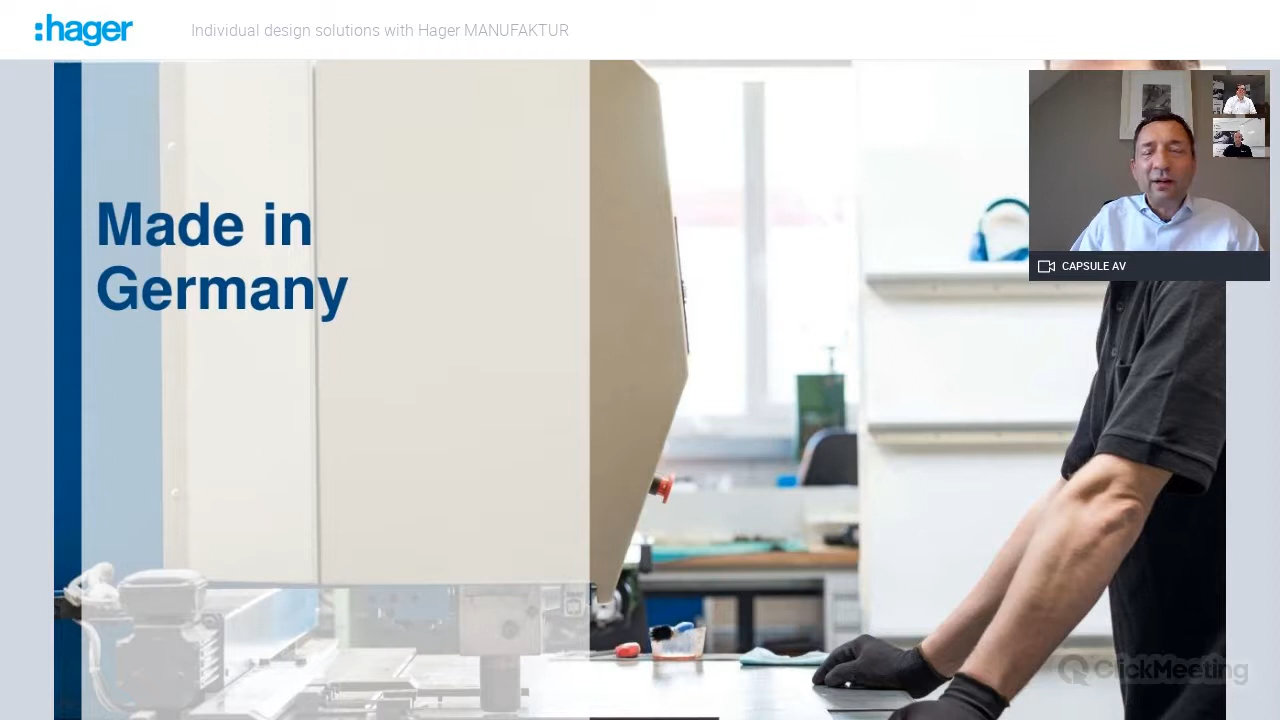 :hager
Individual design solutions with Hager MANUFAKTUR
Made in
Germany
CAPSULE AV
ClickMeeting